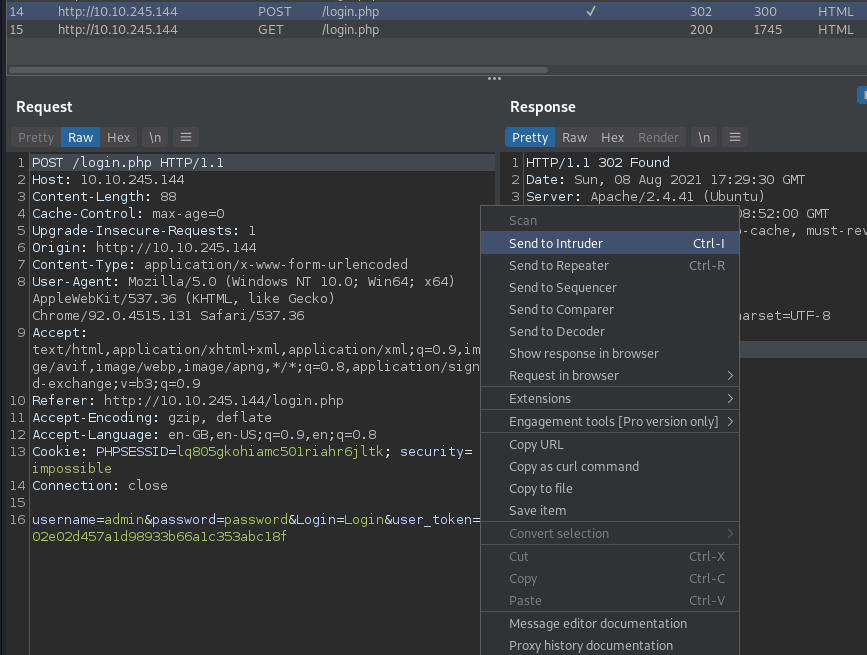 14 http://10.10.245.144 POST /login.php ✓ 302 300 HTML
15 http://10.10.245.144 GET /login.php 200 1745 HTML
Request
Pretty Raw Hex \n
1 POST /login.php HTTP/1.1
2 Host: 10.10.245.144
3 Content-Length: 88
4 Cache-Control: max-age=0
5 Upgrade-Insecure-Requests: 1
6 Origin: http://10.10.245.144
7 Content-Type: application/x-www-form-urlencoded
8 User-Agent: Mozilla/5.0 (Windows NT 10.0; Win64; x64)
AppleWebKit/537.36 (KHTML, like Gecko)
Chrome/92.0.4515.131 Safari/537.36
9 Accept:
text/html,application/xhtml+xml,application/xml;q=0.9,im
ge/avif,image/webp,image/apng,*/*;q=0.8,application/sign
d-exchange;v=b3;q=0.9
10 Referer: http://10.10.245.144/login.php
11 Accept-Encoding: gzip, deflate
12 Accept-Language: en-GB,en-US;q=0.9,en;q=0.8
13 Cookie: PHPSESSID=lq805gkohiamc501riahr6jltk; security=
impossible
14 Connection: close
15
16 username=admin&password=password&Login=Login&user_token=
02e02d457a1d98933b66a1c353abc18f
Response
Pretty Raw Hex Render \n
1 HTTP/1.1 302 Found
2 Date: Sun, 08 Aug 2021 17:29:30 GMT
3 Server: Apache/2.4.41 (Ubuntu)
08:52:00 GMT
o-cache, must-rev
harset=UTF-8
Scan
Send to Intruder Ctrl-I
Send to Repeater Ctrl-R
Send to Sequencer
Send to Comparer
Send to Decoder
Show response in browser
Request in browser
Extensions
Engagement tools [Pro version only]
Copy URL
Copy as curl command
Copy to file
Save item
Convert selection
Cut Ctrl-X
Copy Ctrl-C
Paste Ctrl-V
Message editor documentation
Proxy history documentation